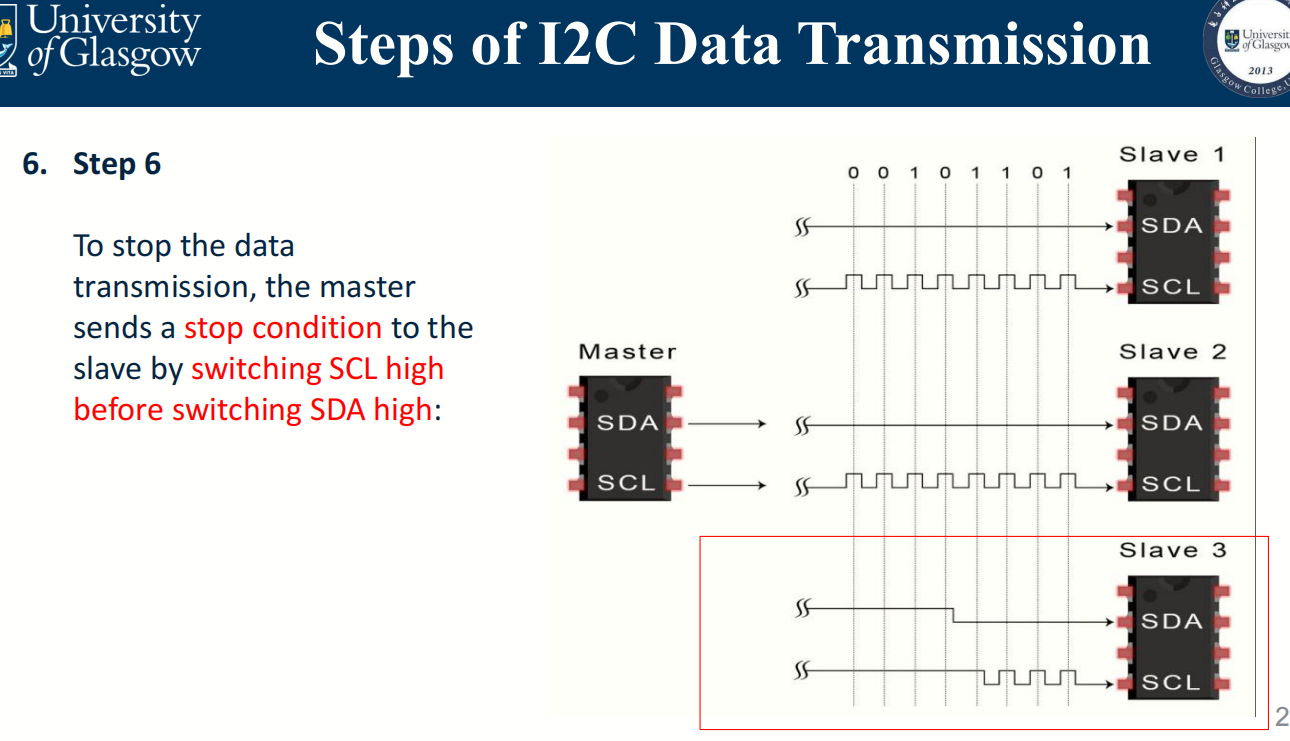 University
of Glasgow
Steps of I2C Data Transmission
University
of Glasgow
2013
Glasgow College,
6. Step 6
To stop the data
transmission, the master
sends a stop condition to the
slave by switching SCL high
before switching SDA high:
0 0 1 0 1 1 0 1
Slave 1
SDA
SCL
Master
SDA
SCL
Slave 2
SDA
SCL
Slave 3
SDA
SCL
2